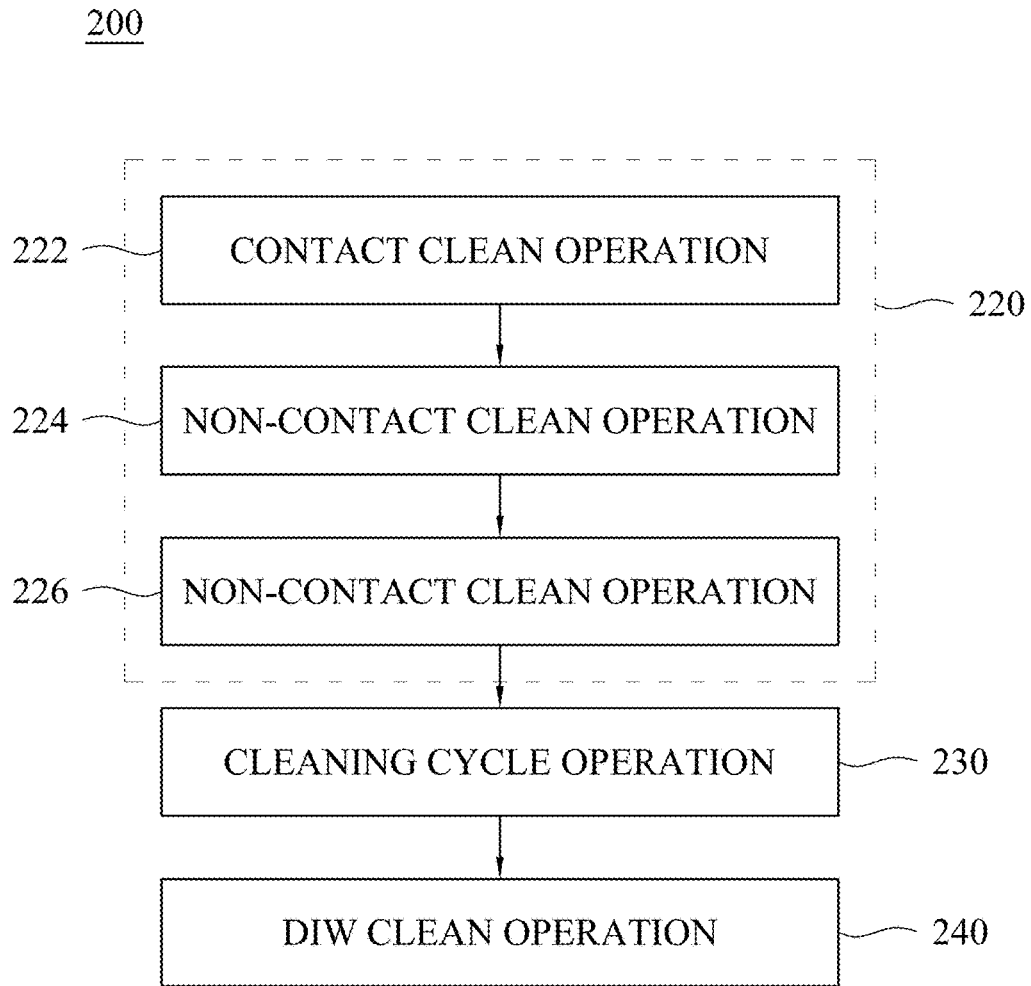 200
222
CONTACT CLEAN OPERATION
220
224
NON-CONTACT CLEAN OPERATION
226
NON-CONTACT CLEAN OPERATION
CLEANING CYCLE OPERATION
230
DIW CLEAN OPERATION
240